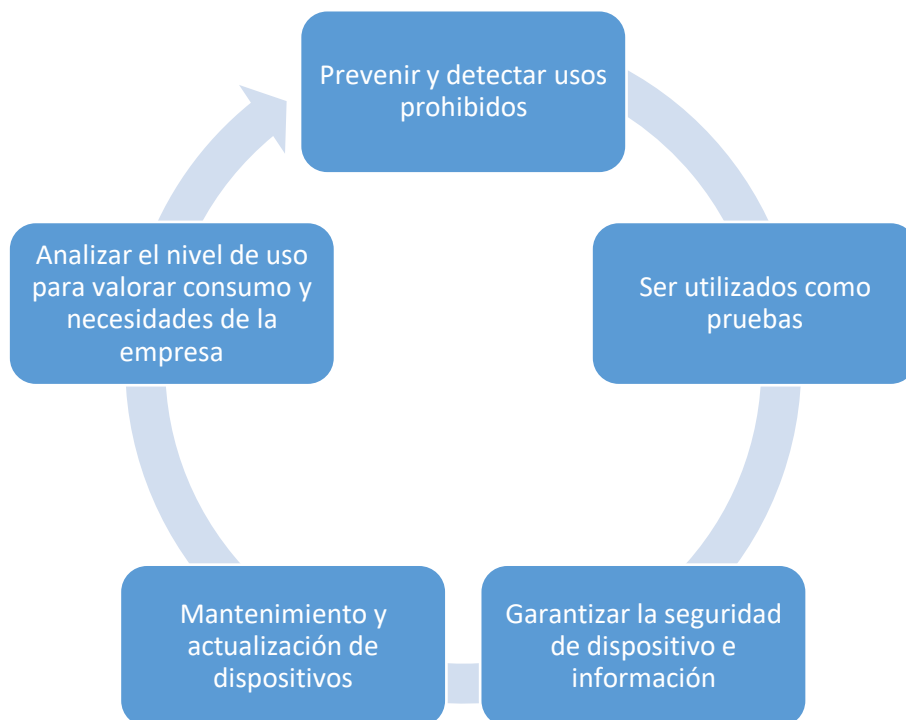 Prevenir y detectar usos
prohibidos
Ser utilizados como
pruebas
Garantizar la seguridad
de dispositivo e
información
Mantenimiento y
actualización de
dispositivos
Analizar el nivel de uso
para valorar consumo y
necesidades de la
empresa